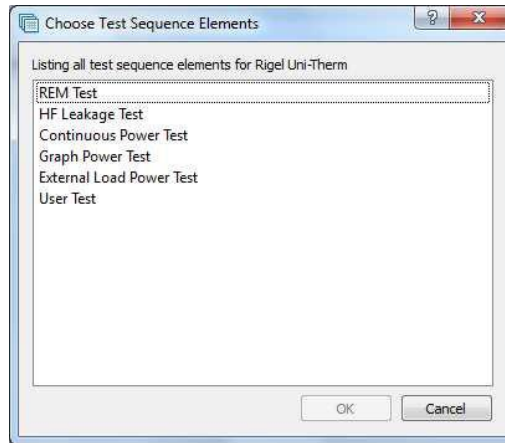 Choose Test Sequence Elements
?
X
Listing all test sequence elements for Rigel Uni-Therm
REM Test
HF Leakage Test
Continuous Power Test
Graph Power Test
External Load Power Test
User Test
OK
Cancel